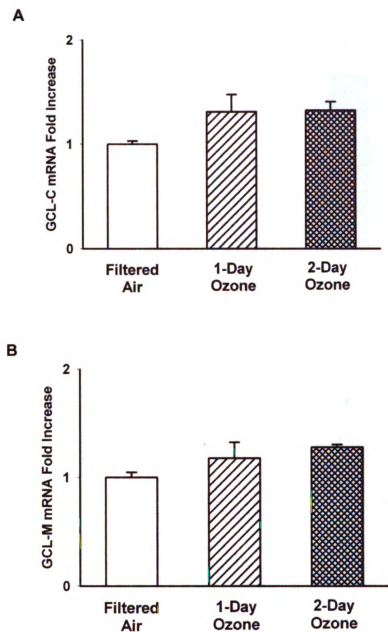 A
GCL-C mRNA Fold Increase
2
1
0
Filtered Air
1-Day Ozone
2-Day Ozone
B
GCL-M mRNA Fold Increase
2
1
0
Filtered Air
1-Day Ozone
2-Day Ozone